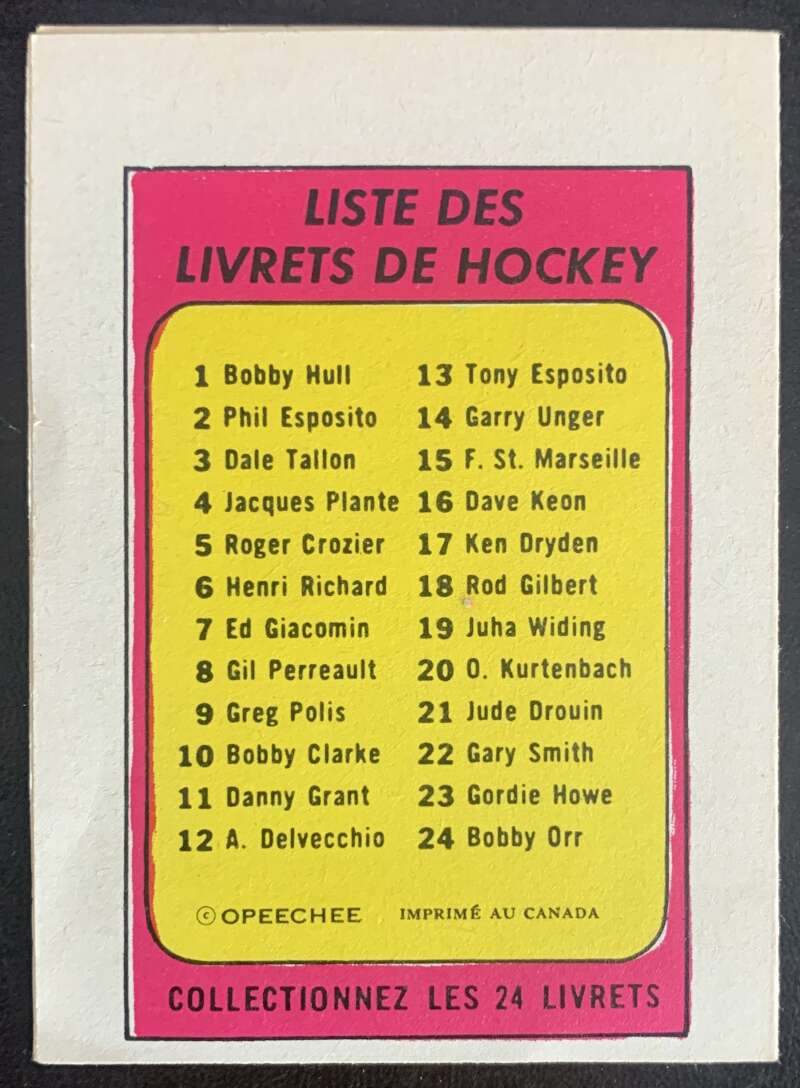 LISTE DES
LIVRETS DE HOCKEY
1 Bobby Hull
2 Phil Esposito
3 Dale Tallon
4 Jacques Plante
5 Roger Crozier
6 Henri Richard
7 Ed Giacomin
8 Gil Perreault
9 Greg Polis
10 Bobby Clarke
11 Danny Grant
12 A. Delvecchio
13 Tony Esposito
14 Garry Unger
15 F. St. Marseille
16 Dave Keon
17 Ken Dryden
18 Rod Gilbert
19 Juha Widing
20 O. Kurtenbach
21 Jude Drouin
22 Gary Smith
23 Gordie Howe
24 Bobby Orr
© OPEECHEE IMPRIMÉ AU CANADA
COLLECTIONNEZ LES 24 LIVRETS